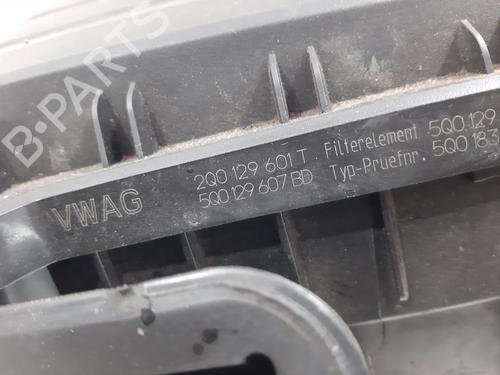 B-PARTS
VWAG
2Q0 129 601 T Filterelement 5Q0 129
5Q0 129 607 BD Typ-Pruefnr. 5Q0 183